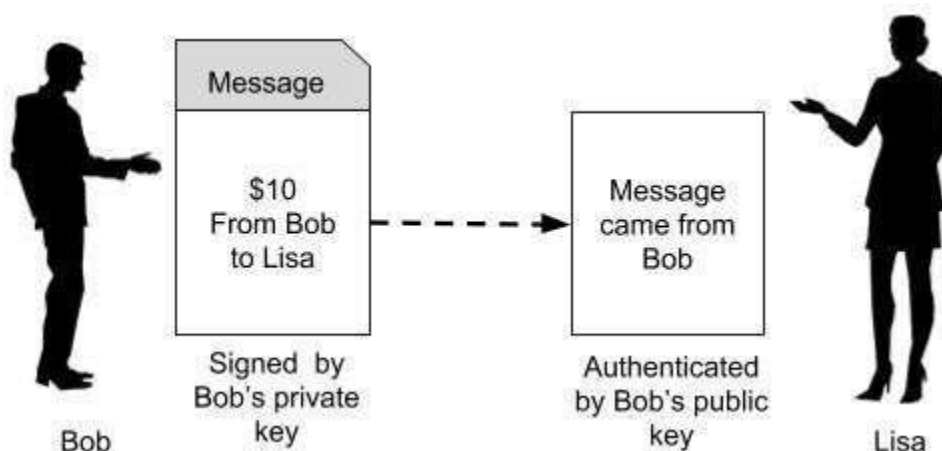 Message
$10
From Bob
to Lisa
Signed by
Bob's private
key
Bob
Message
came from
Bob
Authenticated
by Bob's public
key
Lisa